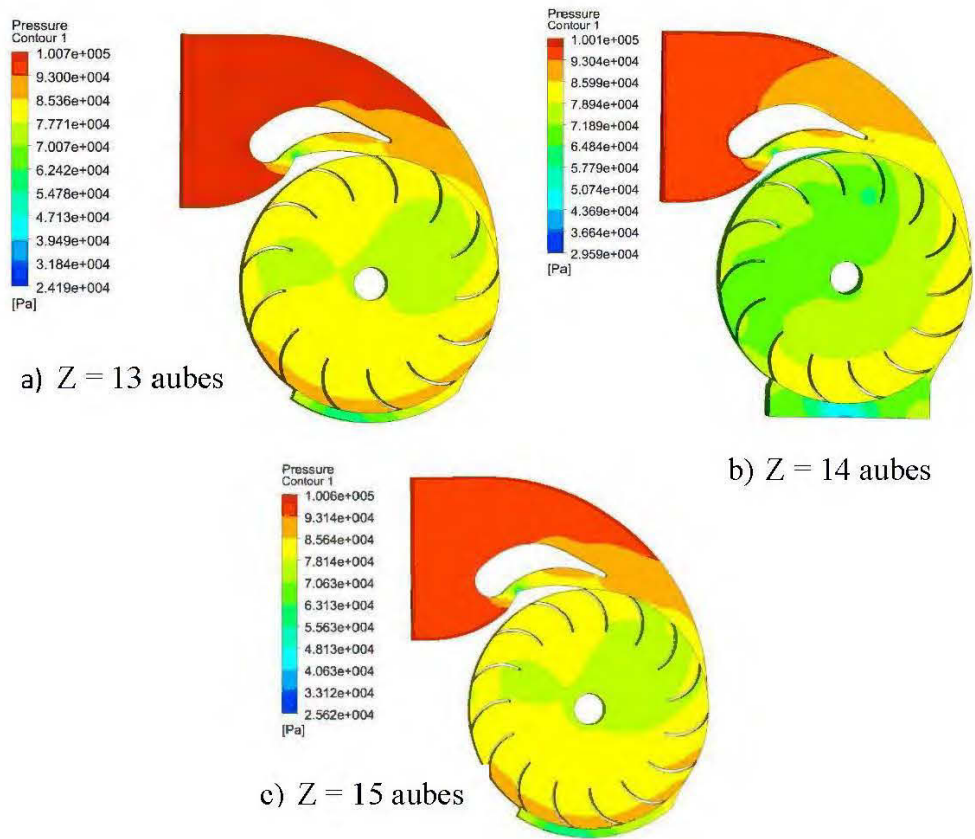 Pressure
Contour 1
1.007e+005
9.300e+004
8.536e+004
7.771e+004
7.007e+004
6.242e+004
5.478e+004
4.713e+004
3.949e+004
3.184e+004
2.419e+004
[Pa]
a) Z = 13 aubes
Pressure
Contour 1
1.001e+005
9.304e+004
8.599e+004
7.894e+004
7.189e+004
6.484e+004
5.779e+004
5.074e+004
4.369e+004
3.664e+004
2.959e+004
[Pa]
b) Z = 14 aubes
Pressure
Contour 1
1.006e+005
9.314e+004
8.564e+004
7.814e+004
7.063e+004
6.313e+004
5.563e+004
4.813e+004
4.063e+004
3.312e+004
2.562e+004
[Pa]
c) Z = 15 aubes